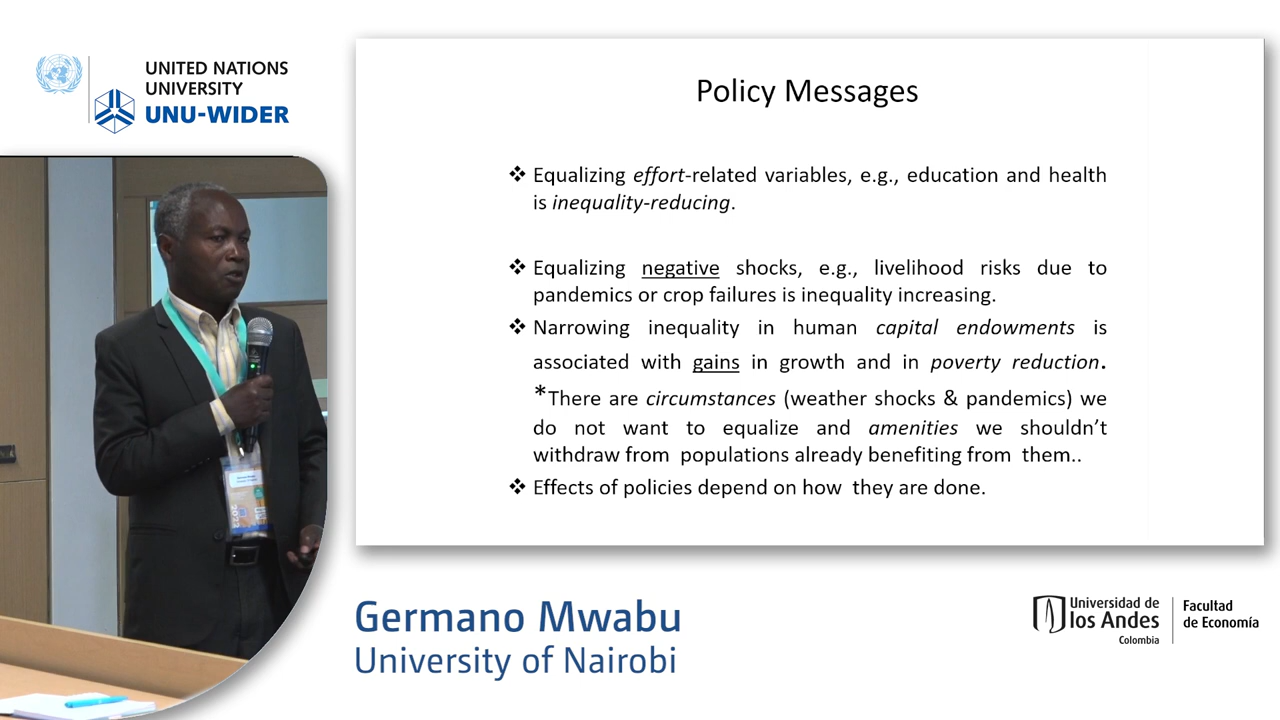 UNITED NATIONS
UNIVERSITY
UNU-WIDER
Policy Messages
❖ Equalizing effort-related variables, e.g., education and health
is inequality-reducing.
❖ Equalizing negative shocks, e.g., livelihood risks due to
pandemics or crop failures is inequality increasing.
❖ Narrowing inequality in human capital endowments is
associated with gains in growth and in poverty reduction.
*There are circumstances (weather shocks & pandemics) we
do not want to equalize and amenities we shouldn't
withdraw from populations already benefiting from them..
❖ Effects of policies depend on how they are done.
Germano Mwabu
University of Nairobi
Universidad de
los Andes
Colombia
Facultad
de Economía